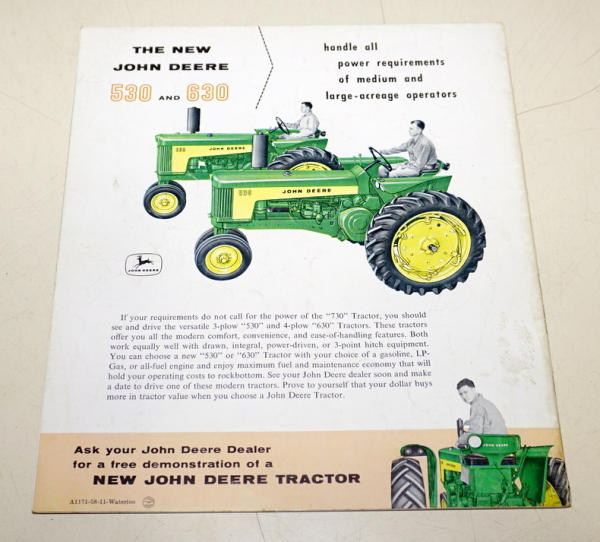 THE NEW
JOHN DEERE
530 AND 630
handle all
power requirements
of medium and
large-acreage operators
JOHN DEERE
JOHN DEERE
JOHN DEERE
If your requirements do not call for the power of the "730" Tractor, you should
see and drive the versatile 3-plow "530" and 4-plow "630" Tractors. These tractors
offer you all the modern comfort, convenience, and ease-of-handling features. Both
work equally well with drawn, integral, power-driven, or 3-point hitch equipment.
You can choose a new "530" or "630" Tractor with your choice of a gasoline, LP-
Gas, or all-fuel engine and enjoy maximum fuel and maintenance economy that will
hold your operating costs to rockbottom. See your John Deere dealer soon and make
a date to drive one of these modern tractors. Prove to yourself that your dollar buys
more in tractor value when you choose a John Deere Tractor.
JOHN DEERE
Ask your John Deere Dealer
for a free demonstration of a
NEW JOHN DEERE TRACTOR
A1171-58-11-Waterloo